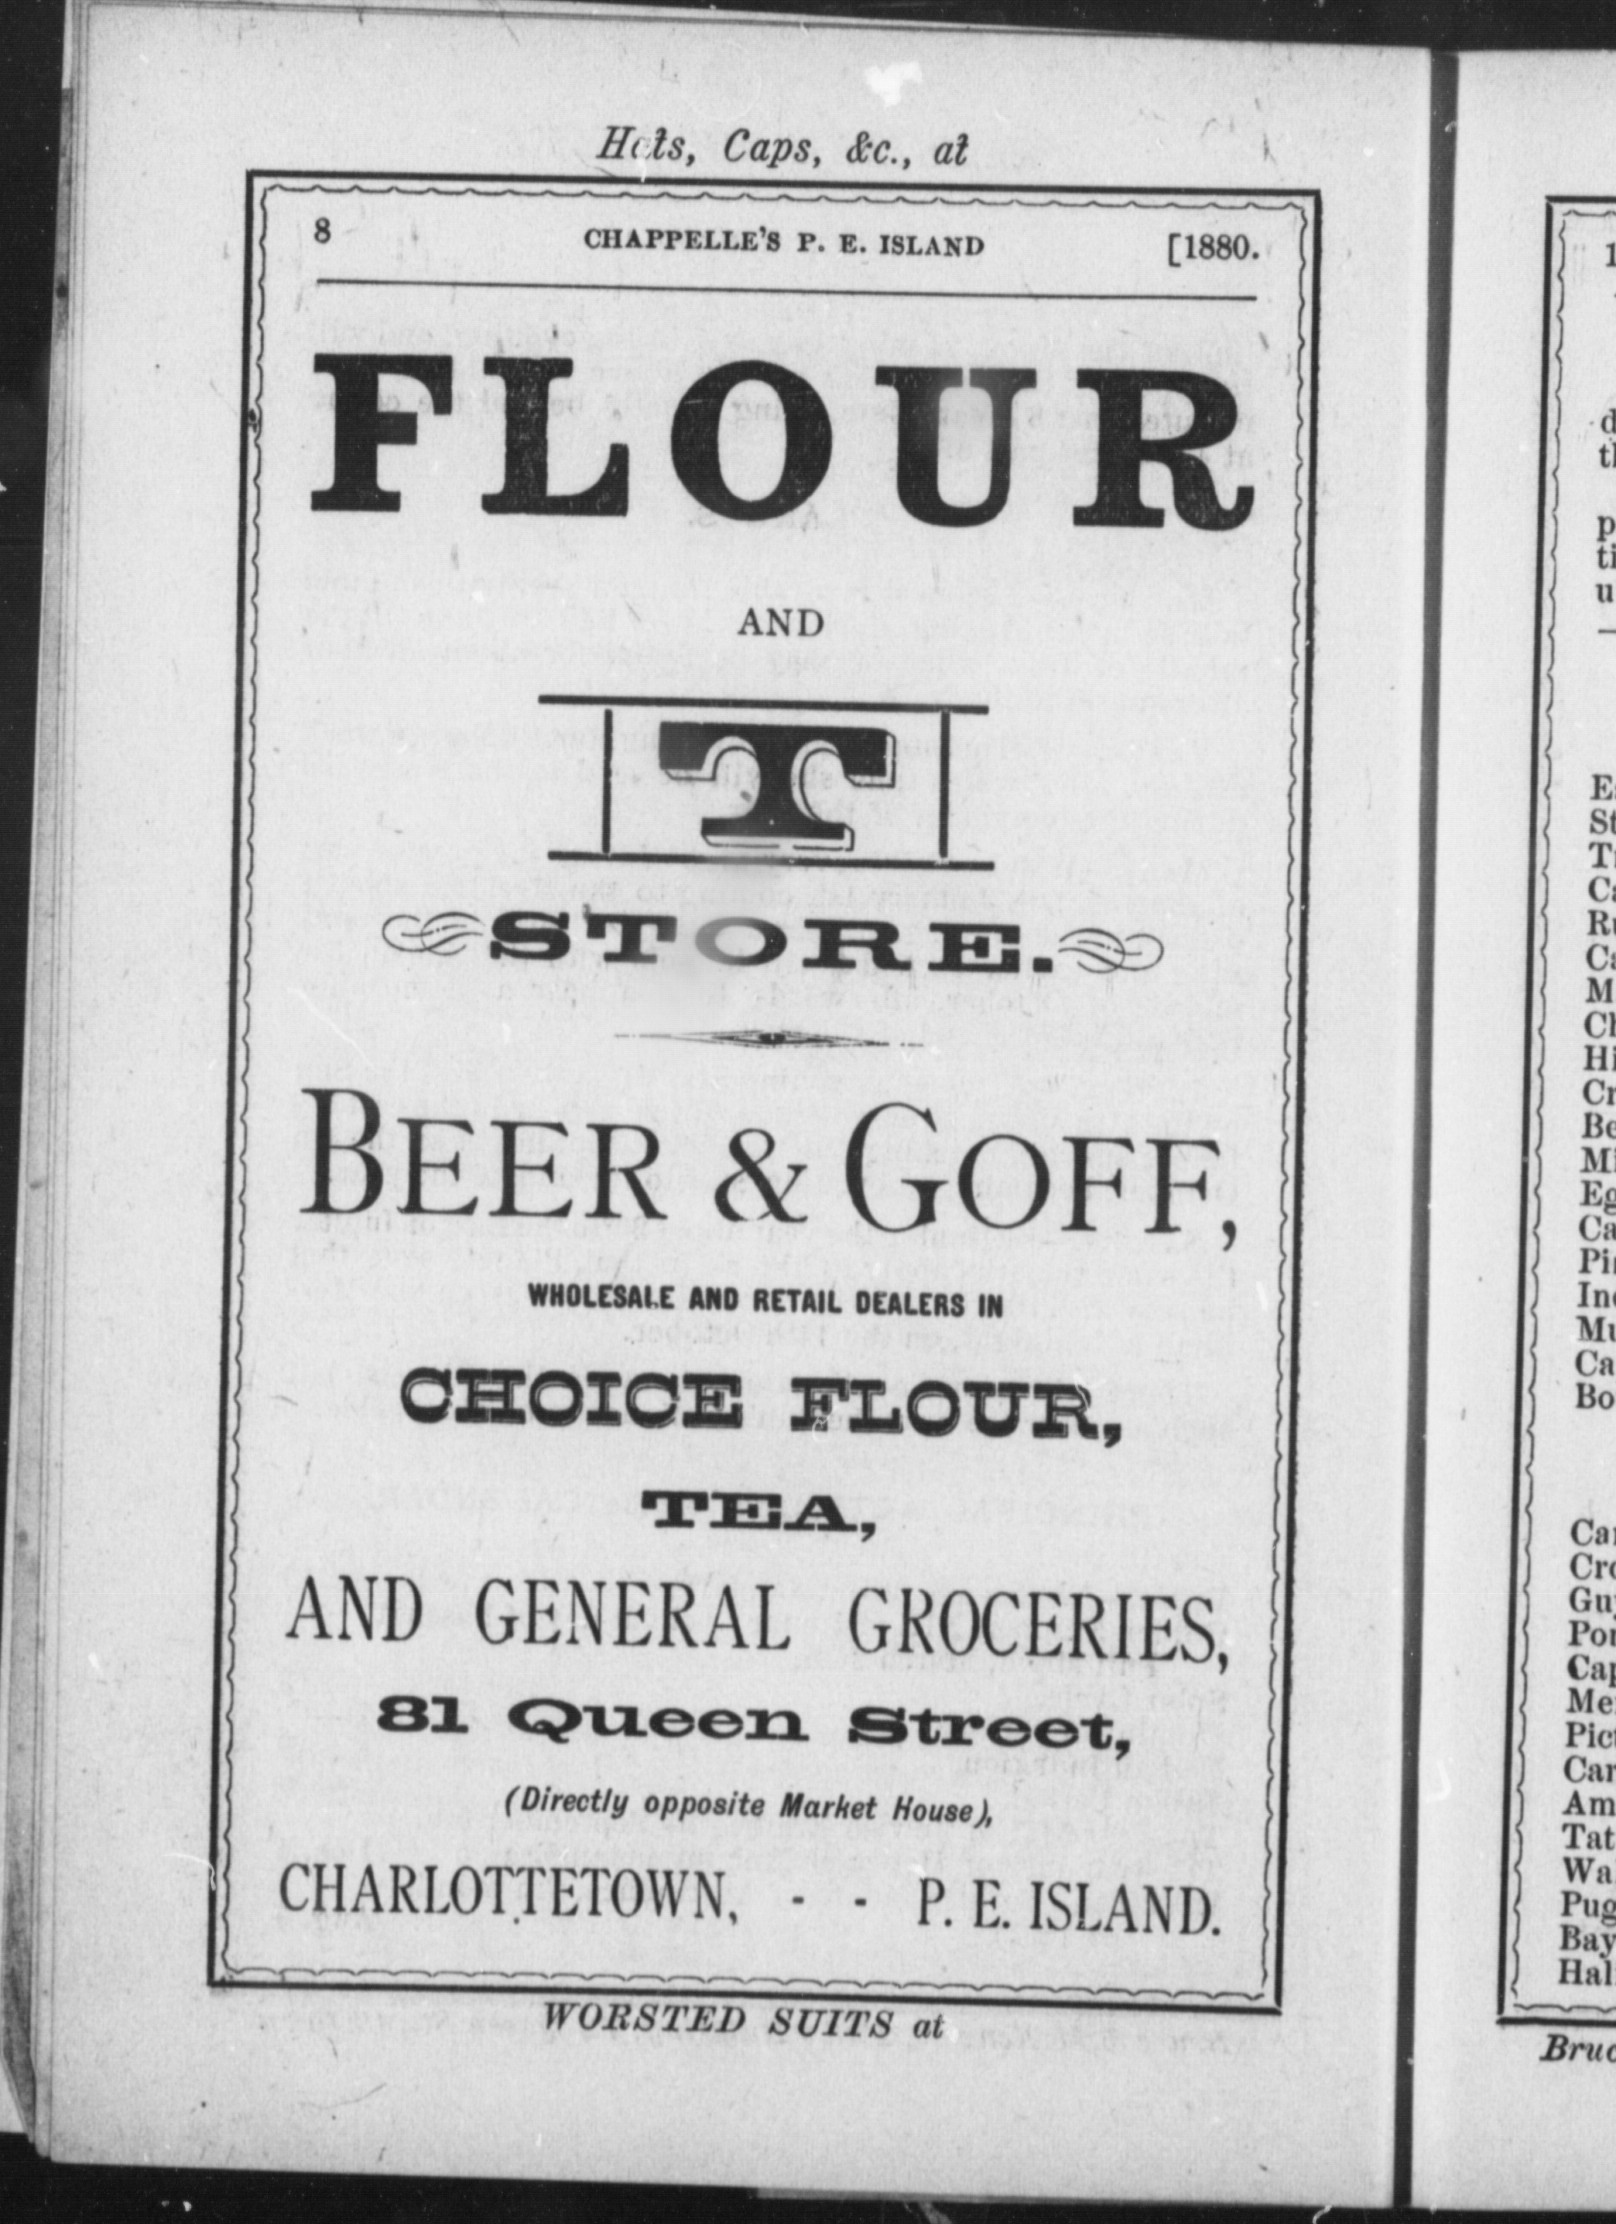 Hats, Caps, &c., at
8 CHAPPELLE'S P. E. ISLAND [1880.
FLOUR
AND
T
STORE.
BEER & GOFF,
WHOLESALE AND RETAIL DEALERS IN
CHOICE FLOUR,
TEA,
AND GENERAL GROCERIES,
81 Queen Street,
(Directly opposite Market House),
CHARLOTTETOWN, - - P. E. ISLAND.
WORSTED SUITS at